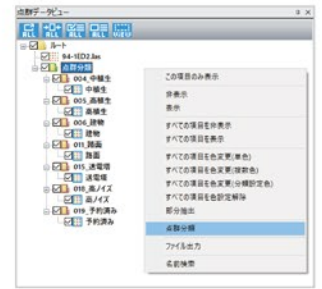 点群データビュー
ALL ALL ALL ALL VIEW
ルート
94-1ED2.las
点群分類
004_中植生
中植生
005_高植生
高植生
006_建物
建物
011_路面
路面
015_送電塔
送電塔
018_高ノイズ
高ノイズ
019_予約済み
予約済み
この項目のみ表示
非表示
表示
すべての項目を非表示
すべての項目を表示
すべての項目を色変更(単色)
すべての項目を色変更(複数色)
すべての項目を色変更(分類設定色)
すべての項目を色設定解除
部分抽出
点群分類
ファイル出力
名前検索